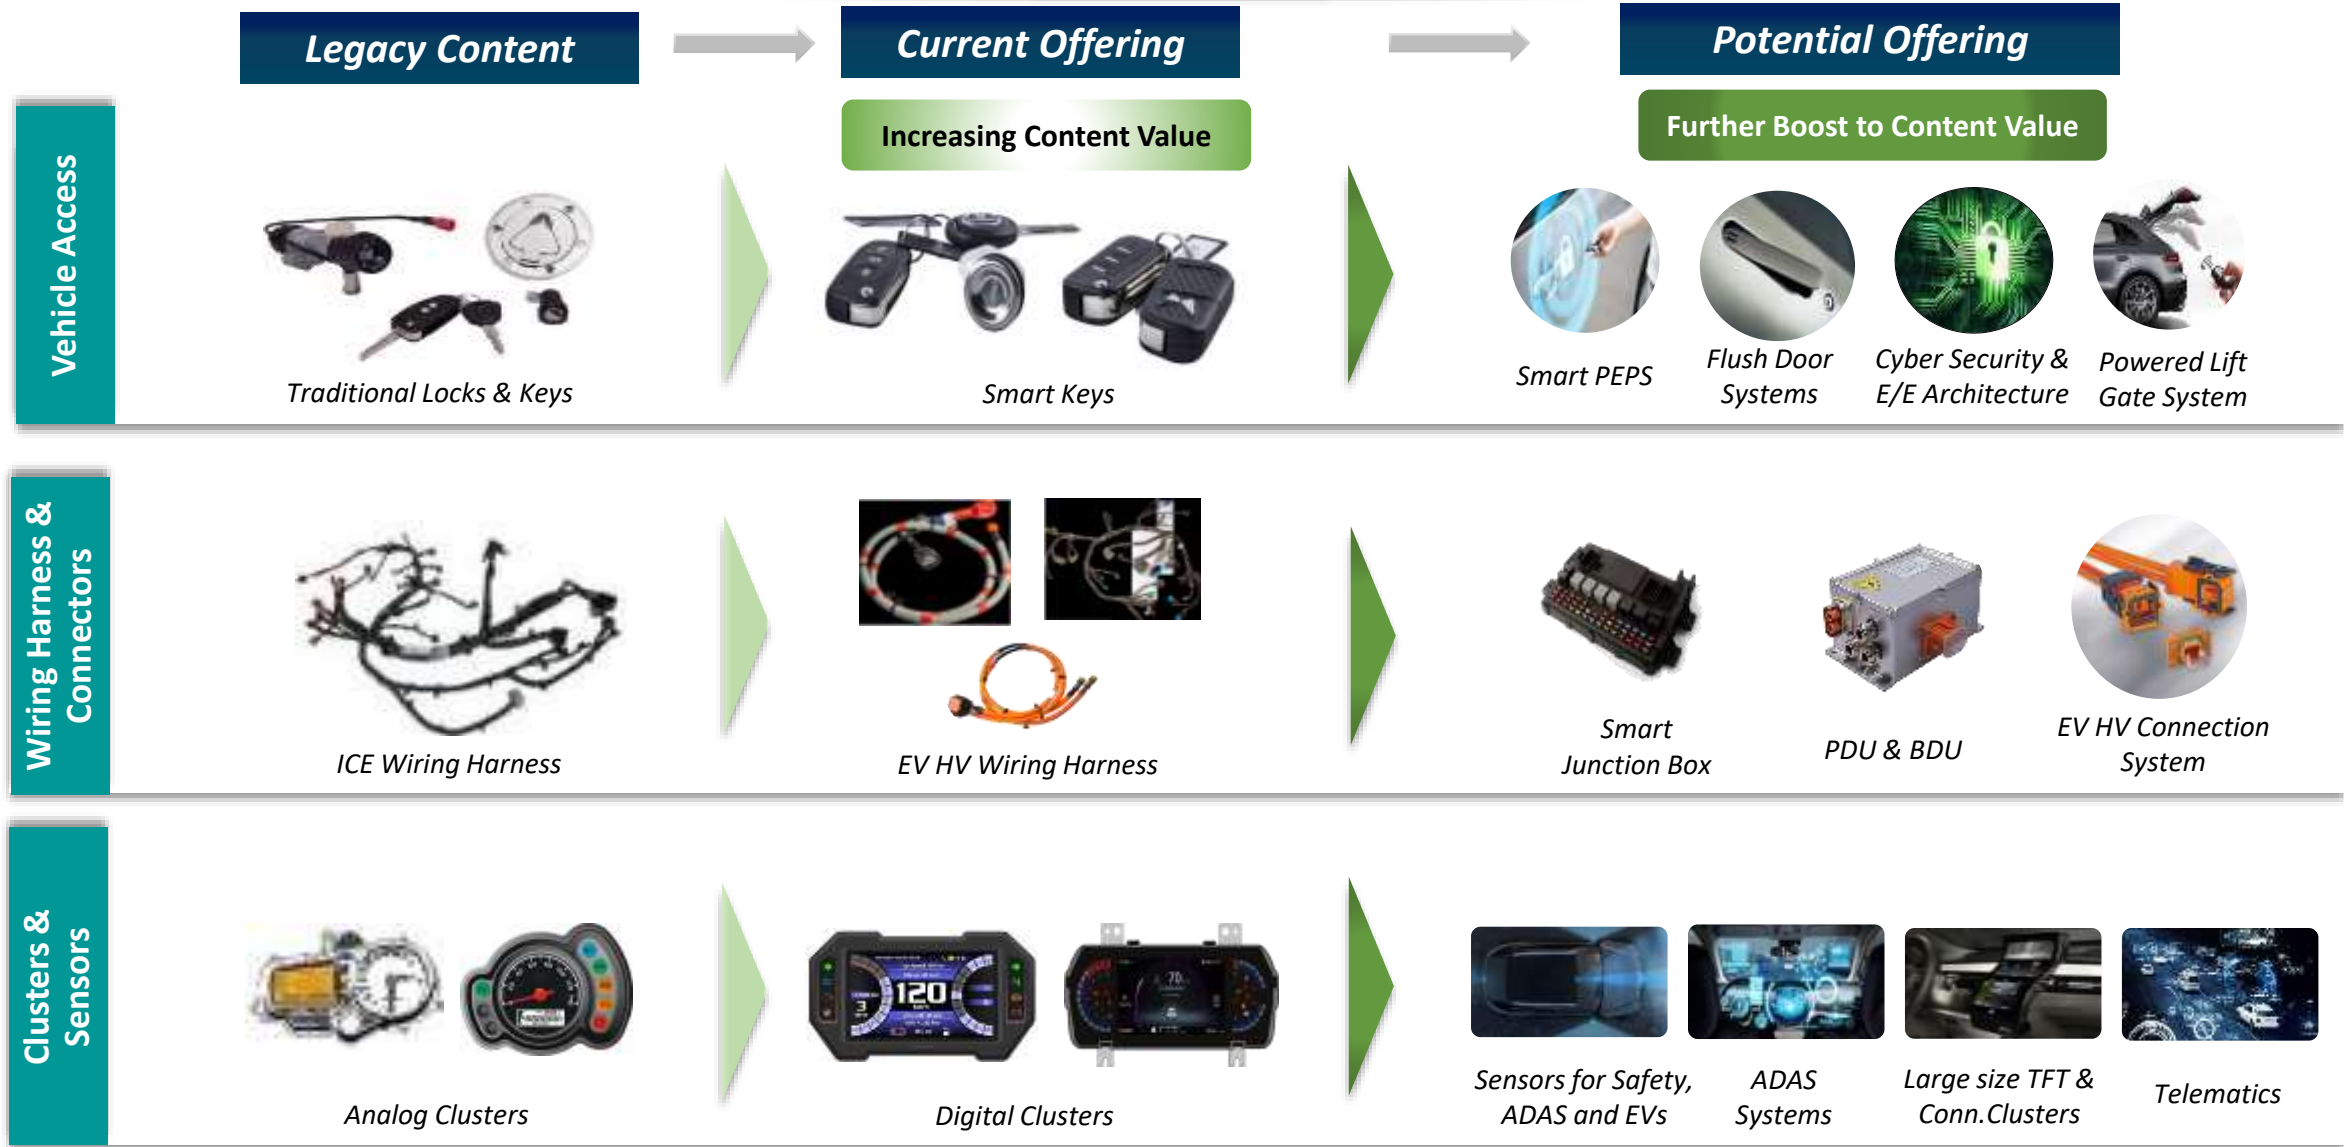 Legacy Content
Current Offering
Potential Offering
Increasing Content Value
Further Boost to Content Value
Vehicle Access
Traditional Locks & Keys
Smart Keys
Smart PEPS
Flush Door
Systems
Cyber Security &
E/E Architecture
Powered Lift
Gate System
Wiring Harness &
Connectors
ICE Wiring Harness
EV HV Wiring Harness
Smart
Junction Box
PDU & BDU
EV HV Connection
System
Clusters &
Sensors
120
3
70
Analog Clusters
Digital Clusters
Sensors for Safety,
ADAS and EVs
ADAS
Systems
Large size TFT &
Conn.Clusters
Telematics